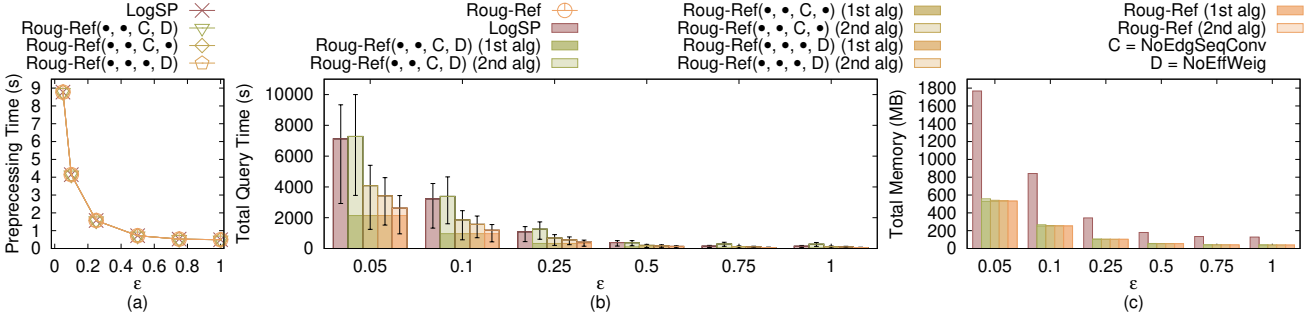 LogSP
Roug-Ref(•, •, C, D)
Roug-Ref(•, •, C, •)
Roug-Ref(•, •, •, D)
Roug-Ref
LogSP
Roug-Ref(•, •, C, D) (1st alg)
Roug-Ref(•, •, C, D) (2nd alg)
Roug-Ref(•, •, C, •) (1st alg)
Roug-Ref(•, •, C, •) (2nd alg)
Roug-Ref(•, •, •, D) (1st alg)
Roug-Ref(•, •, •, D) (2nd alg)
Roug-Ref (1st alg)
Roug-Ref (2nd alg)
C = NoEdgSeqConv
D = NoEffWeig
Preprecessing Time (s)
9
8
7
6
5
4
3
2
1
0
0 0.2 0.4 0.6 0.8 1
ε
(a)
Total Query Time (s)
10000
8000
6000
4000
2000
0
0.05 0.1 0.25 0.5 0.75 1
ε
(b)
Total Memory (MB)
1800
1600
1400
1200
1000
800
600
400
200
0
0.05 0.1 0.25 0.5 0.75 1
ε
(c)